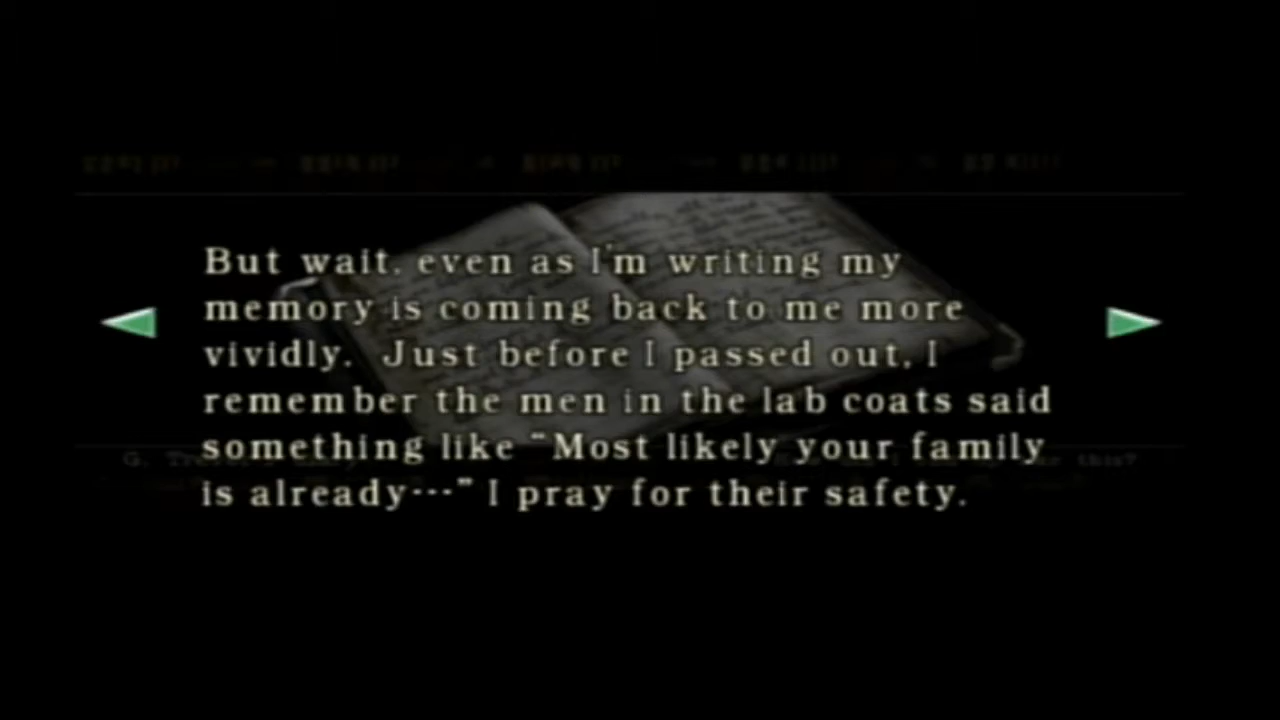 But wait, even as I'm writing my
memory is coming back to me more
vividly. Just before I passed out, I
remember the men in the lab coats said
something like “Most likely your family
is already---” I pray for their safety.